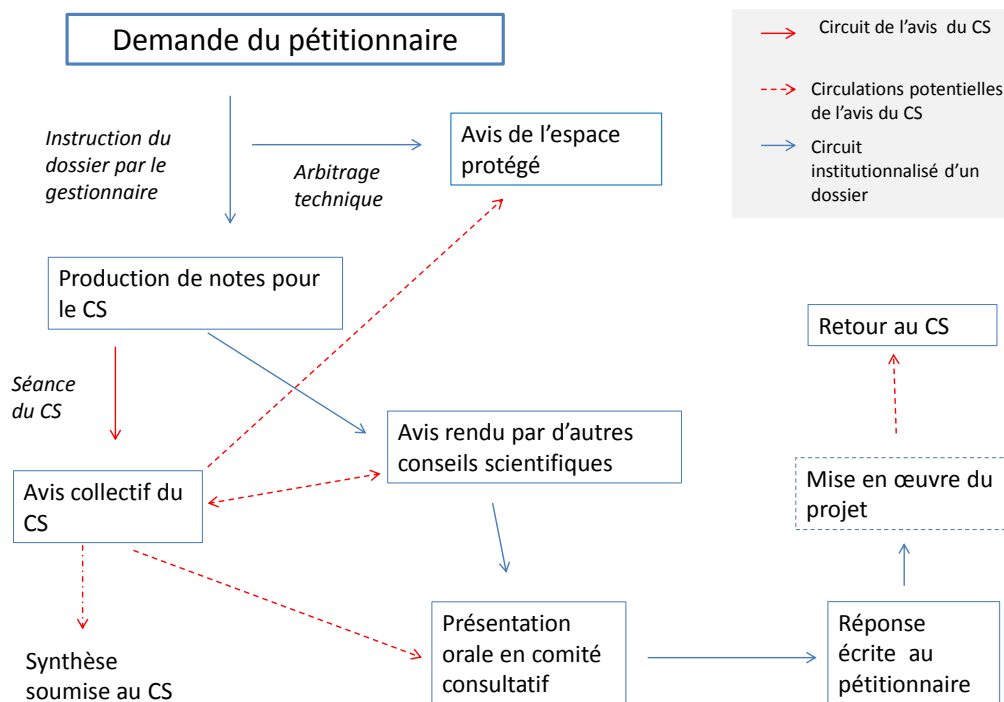 Demande du pétitionnaire
Circuit de l'avis du CS
Circulations potentielles
de l'avis du CS
Circuit
institutionnalisé d'un
dossier
Instruction du
dossier par le
gestionnaire
Arbitrage
technique
Avis de l'espace
protégé
Production de notes pour
le CS
Retour au CS
Séance
du CS
Avis rendu par d'autres
conseils scientifiques
Avis collectif du
CS
Mise en œuvre du
projet
Synthèse
soumise au CS
Présentation
orale en comité
consultatif
Réponse
écrite au
pétitionnaire